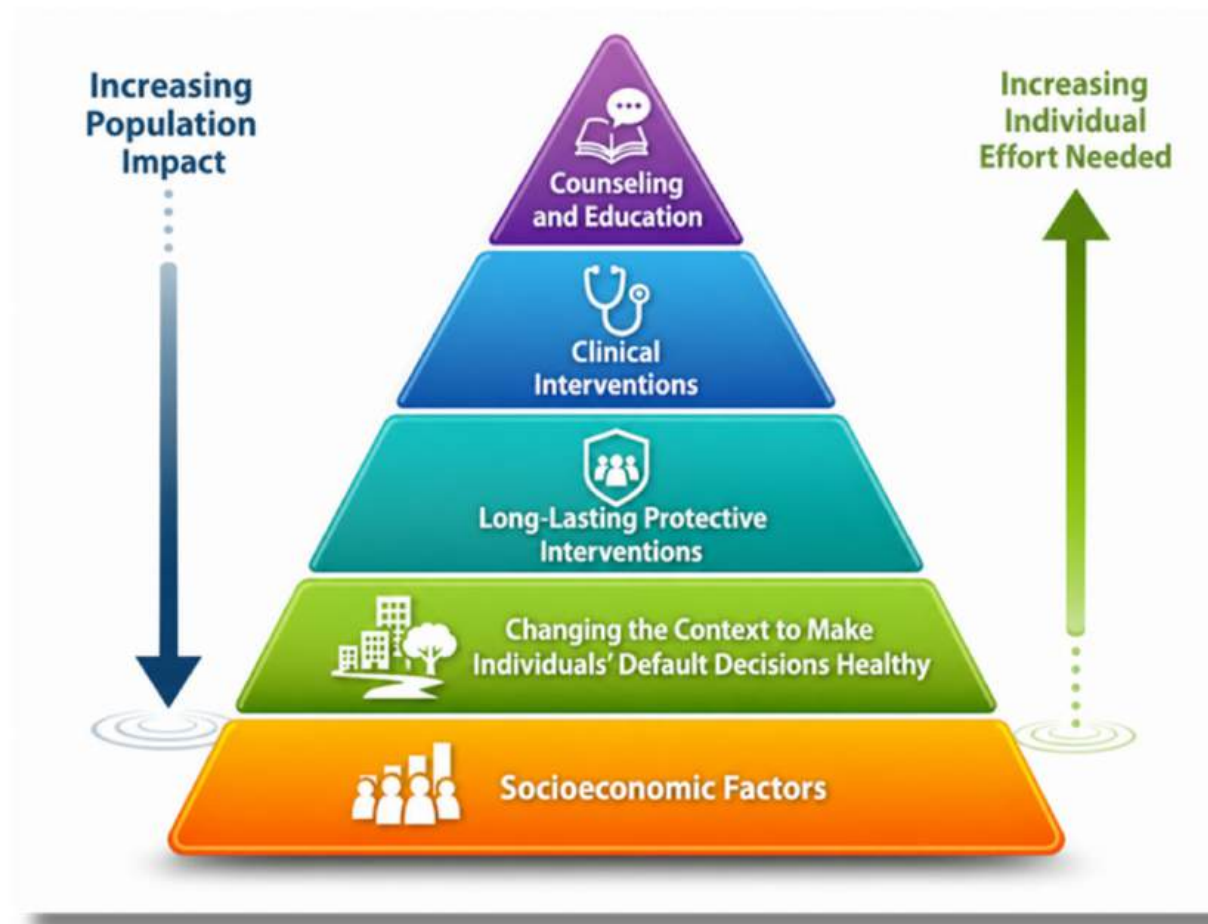 Increasing
Population
Impact
Increasing
Individual
Effort Needed
Counseling
and Education
Clinical
Interventions
Long-Lasting Protective
Interventions
Changing the Context to Make
Individuals' Default Decisions Healthy
Socioeconomic Factors